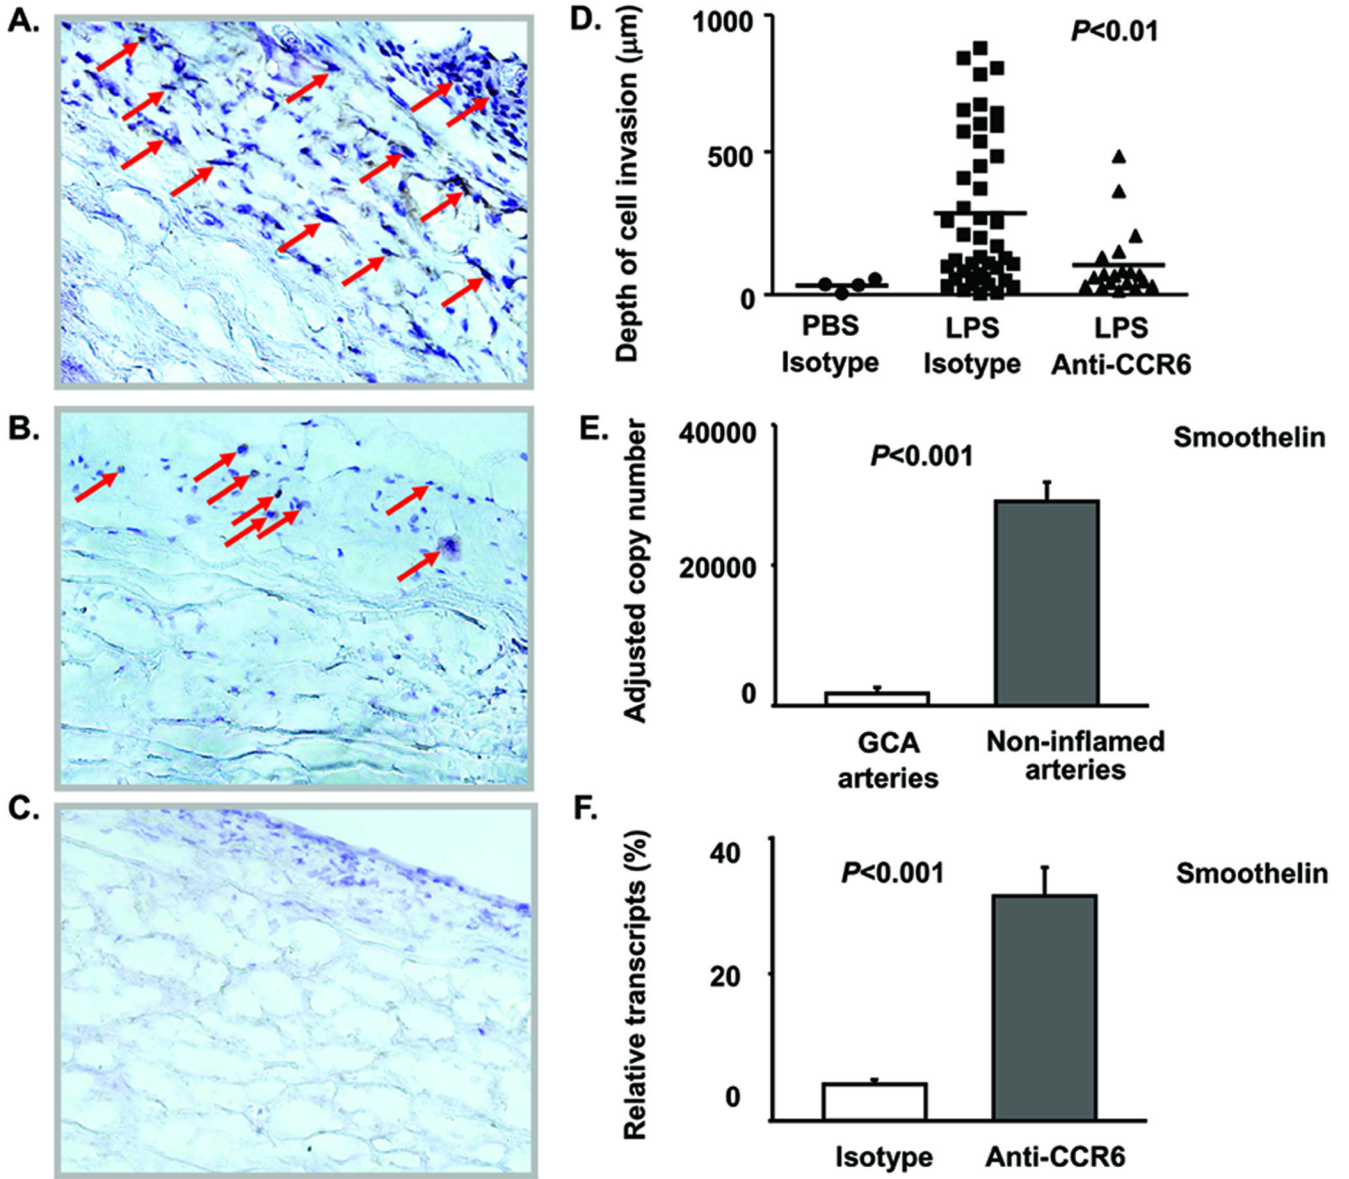 A.
B.
C.
D.
Depth of cell invasion (μm)
1000
500
0
P<0.01
PBS
Isotype
LPS
Isotype
LPS
Anti-CCR6
E.
Adjusted copy number
40000
20000
0
P<0.001
Smoothelin
GCA
arteries
Non-inflamed
arteries
F.
Relative transcripts (%)
40
20
0
P<0.001
Smoothelin
Isotype
Anti-CCR6